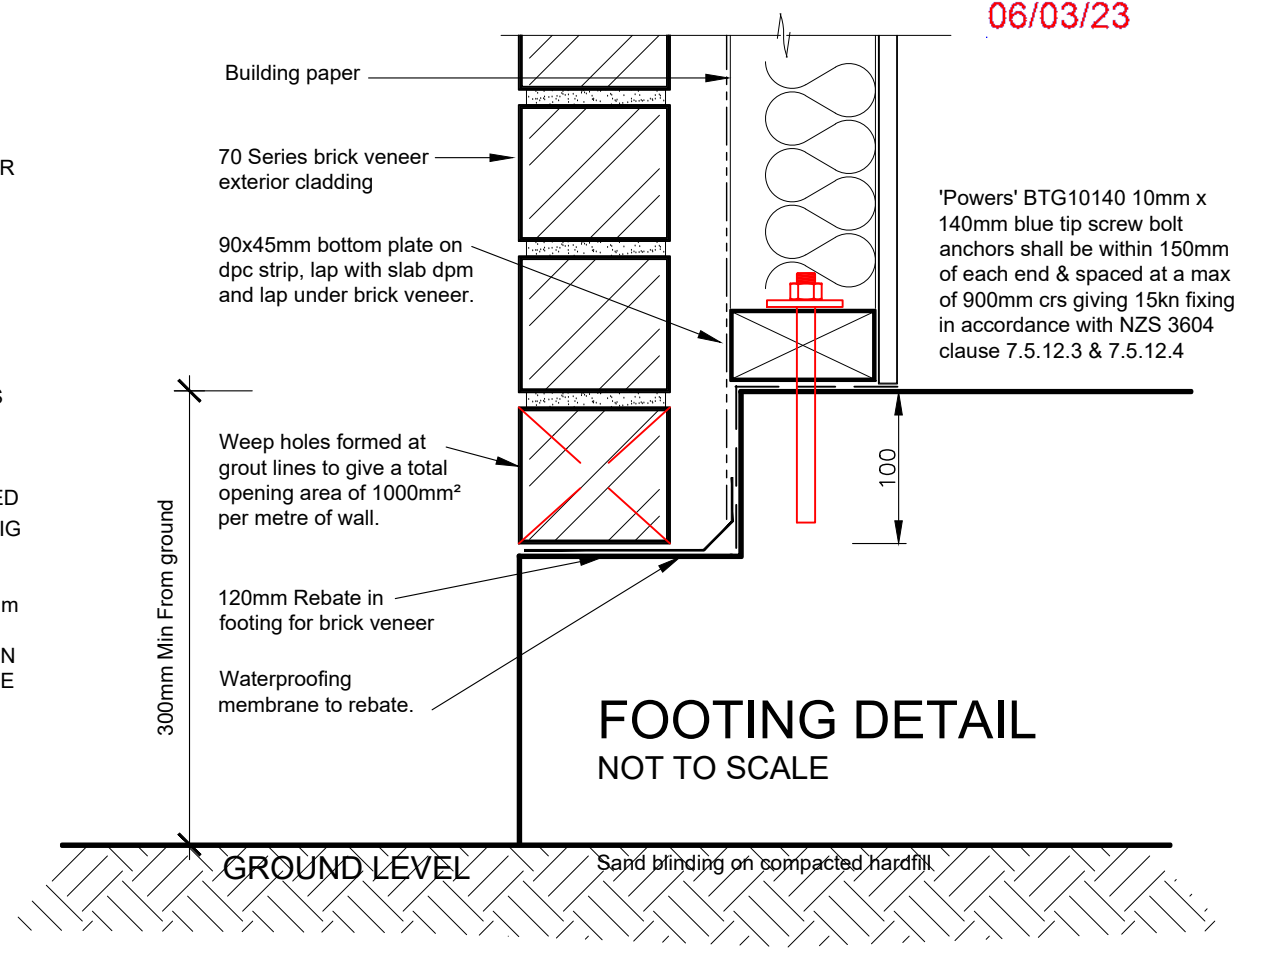 06/03/23
Building paper
R
70 Series brick veneer
exterior cladding
'Powers' BTG10140 10mm x
140mm blue tip screw bolt
anchors shall be within 150mm
of each end & spaced at a max
of 900mm crs giving 15kn fixing
in accordance with NZS 3604
clause 7.5.12.3 & 7.5.12.4
90x45mm bottom plate on
dpc strip, lap with slab dpm
and lap under brick veneer.
S
Weep holes formed at
grout lines to give a total
opening area of 1000mm²
per metre of wall.
100
ED
IG
300mm Min From ground
120mm Rebate in
footing for brick veneer
m
N
E
Waterproofing
membrane to rebate.
FOOTING DETAIL
NOT TO SCALE
GROUND LEVEL
Sand blinding on compacted hardfill